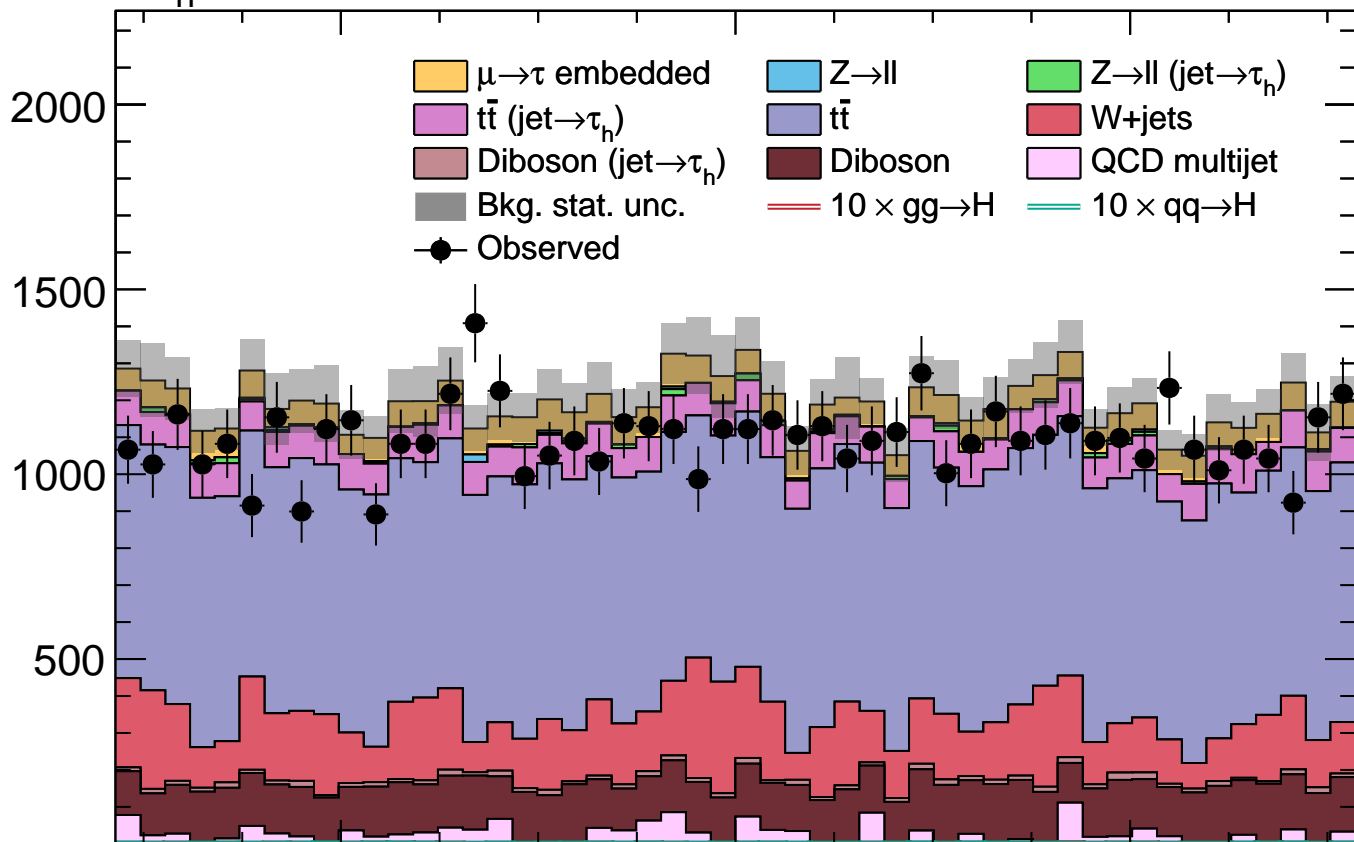 2000
1500
1000
500
μ→τ embedded
Z→ll
Z→ll (jet→τh)
tt̄ (jet→τh)
tt̄
W+jets
Diboson (jet→τh)
Diboson
QCD multijet
Bkg. stat. unc.
10 × gg→H
10 × qq→H
Observed